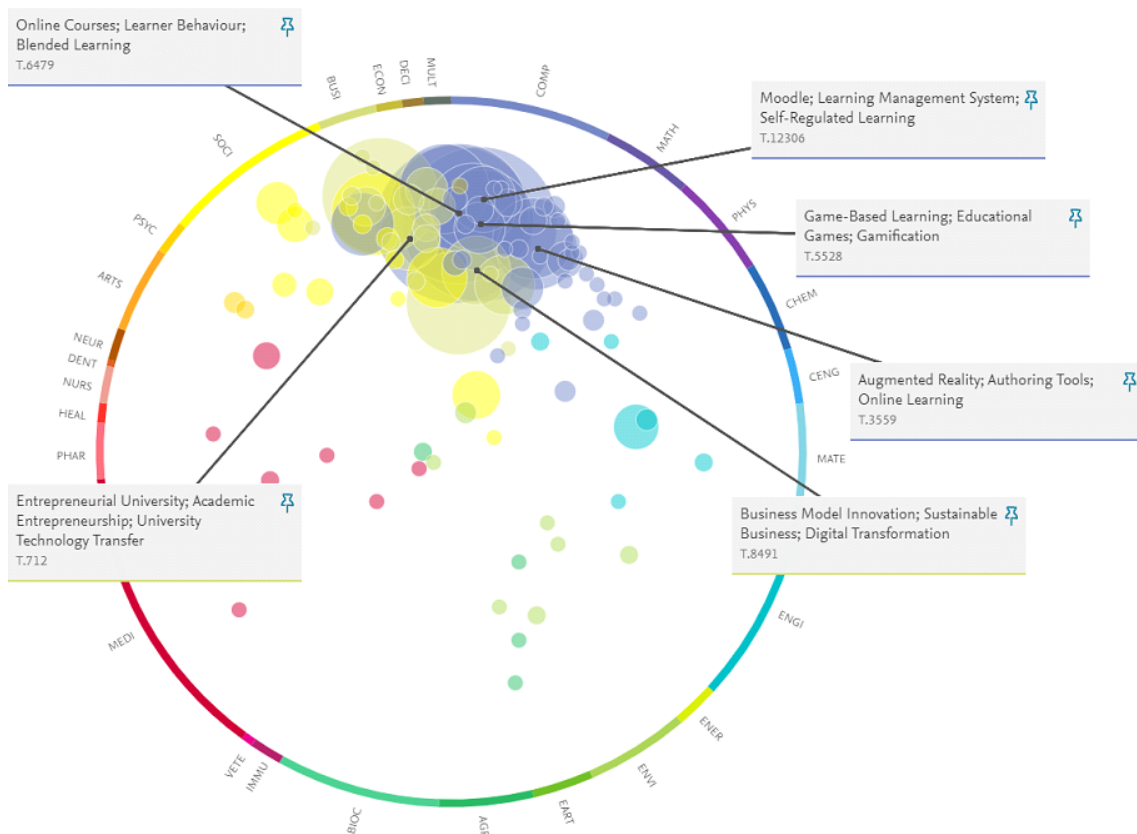 Online Courses; Learner Behaviour;
Blended Learning
T.6479
Moodle; Learning Management System;
Self-Regulated Learning
T.12306
Game-Based Learning; Educational
Games; Gamification
T.5528
Augmented Reality; Authoring Tools;
Online Learning
T.3559
Business Model Innovation; Sustainable
Business; Digital Transformation
T.8491
Entrepreneurial University; Academic
Entrepreneurship; University
Technology Transfer
T.712
COMP
MATH
PHYS
CHEM
CENG
MATE
ENGI
ENER
ENVI
EART
BIOC
IMMU
VETE
MEDI
PHAR
HEAL
NURS
DENT
NEUR
ARTS
PSYC
SOCI
BUSI
ECON
DECI
MULT